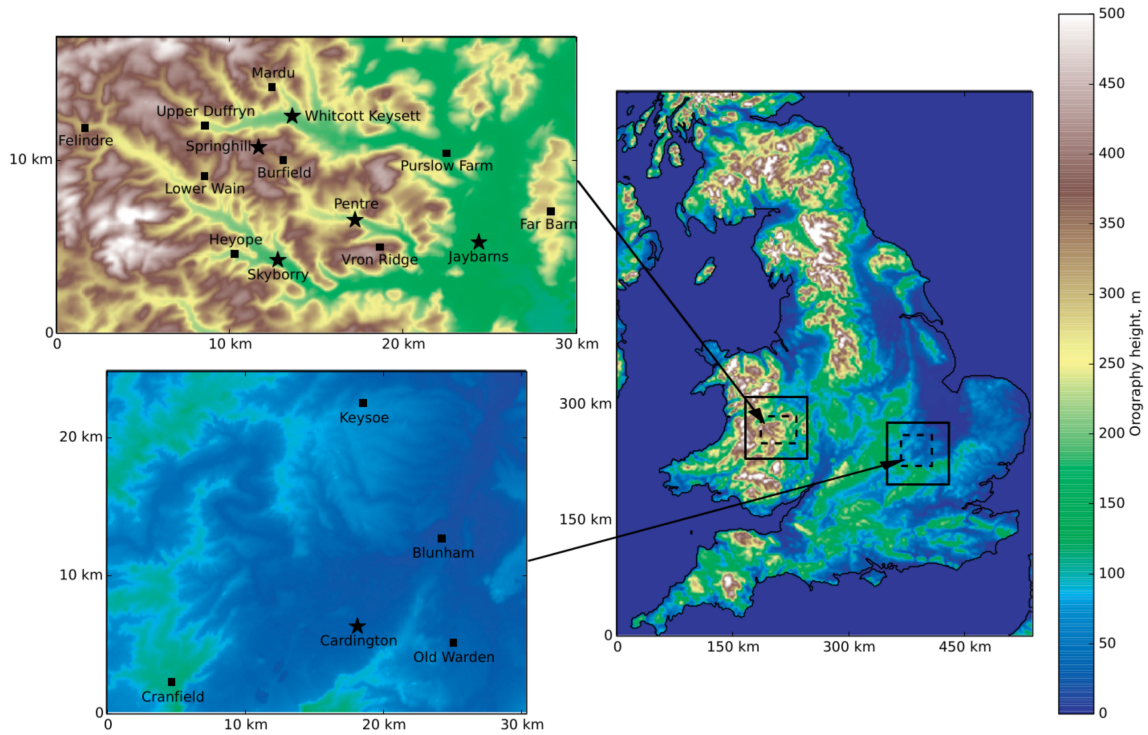 Mardu
Upper Duffryn
Whitcott Keysett
Felindre
Springhill
10 km
Burfield
Purslow Farm
Lower Wain
Pentre
Far Barn
Heyope
Vron Ridge
Jaybarns
Skyborry
0
0
10 km
20 km
30 km
Keysoe
20 km
Blunham
10 km
Cardington
Old Warden
Cranfield
0
0
10 km
20 km
30 km
300 km
150 km
0
0
150 km
300 km
450 km
500
450
400
350
300
250
200
150
100
50
0
Orography height, m